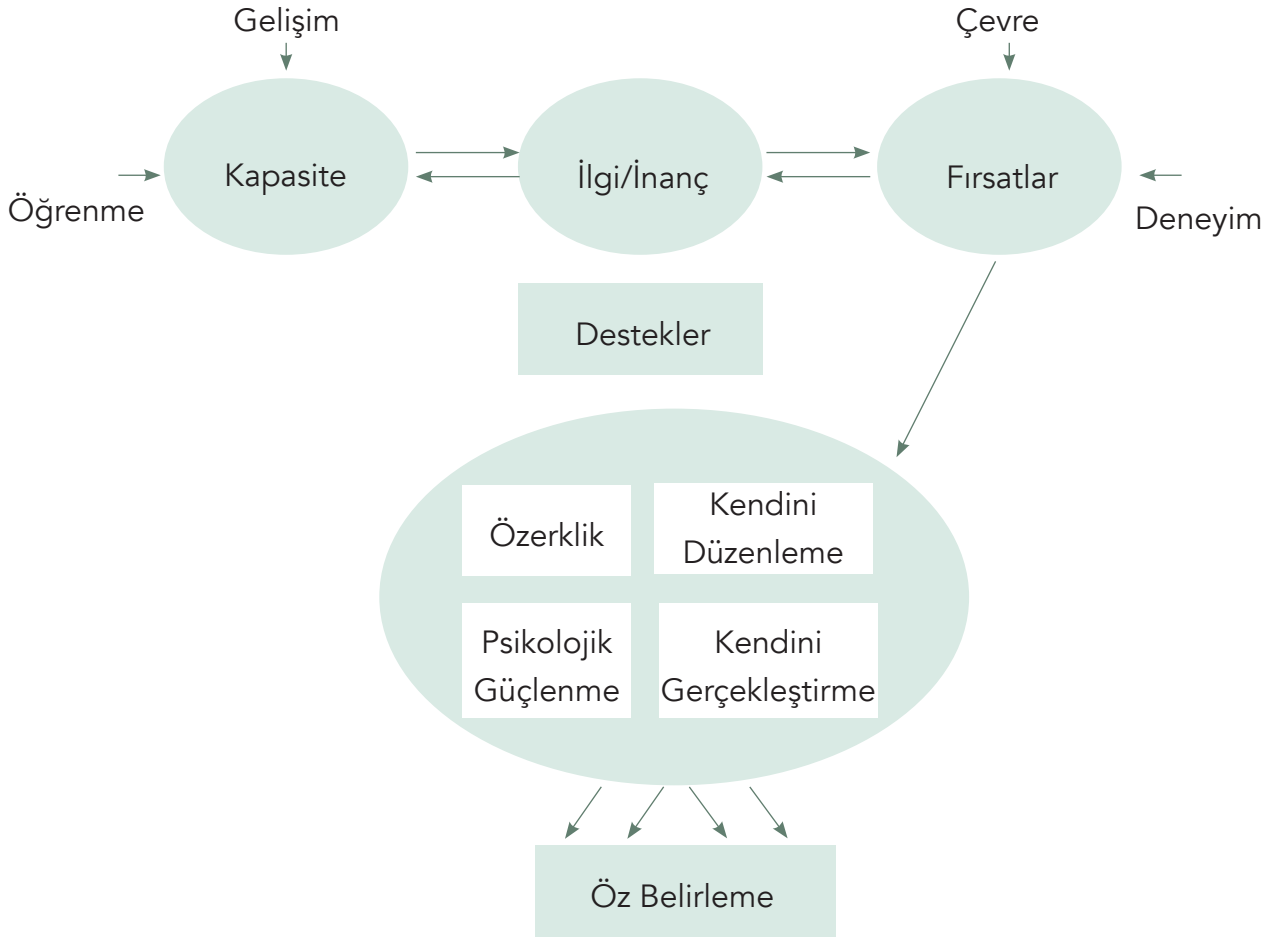 Gelişim
Çevre
Kapasite
İlgi/İnanç
Fırsatlar
Öğrenme
Deneyim
Destekler
Özerklik
Kendini
Düzenleme
Psikolojik
Güçlenme
Kendini
Gerçekleştirme
Öz Belirleme